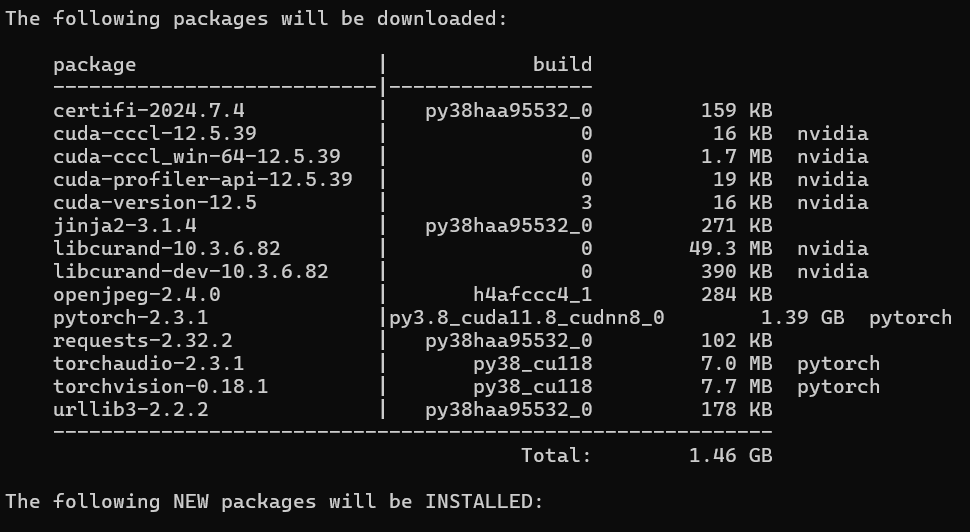 The following packages will be downloaded:
package | build
---------------------------|-----------------
certifi-2024.7.4 | py38haa95532_0 159 KB
cuda-cccl-12.5.39 | 0 16 KB nvidia
cuda-cccl_win-64-12.5.39 | 0 1.7 MB nvidia
cuda-profiler-api-12.5.39 | 0 19 KB nvidia
cuda-version-12.5 | 3 16 KB nvidia
jinja2-3.1.4 | py38haa95532_0 271 KB
libcurand-10.3.6.82 | 0 49.3 MB nvidia
libcurand-dev-10.3.6.82 | 0 390 KB nvidia
openjpeg-2.4.0 | h4afccc4_1 284 KB
pytorch-2.3.1 |py3.8_cuda11.8_cudnn8_0 1.39 GB pytorch
requests-2.32.2 | py38haa95532_0 102 KB
torchaudio-2.3.1 | py38_cu118 7.0 MB pytorch
torchvision-0.18.1 | py38_cu118 7.7 MB pytorch
urllib3-2.2.2 | py38haa95532_0 178 KB
------------------------------------------------------------
Total: 1.46 GB
The following NEW packages will be INSTALLED: